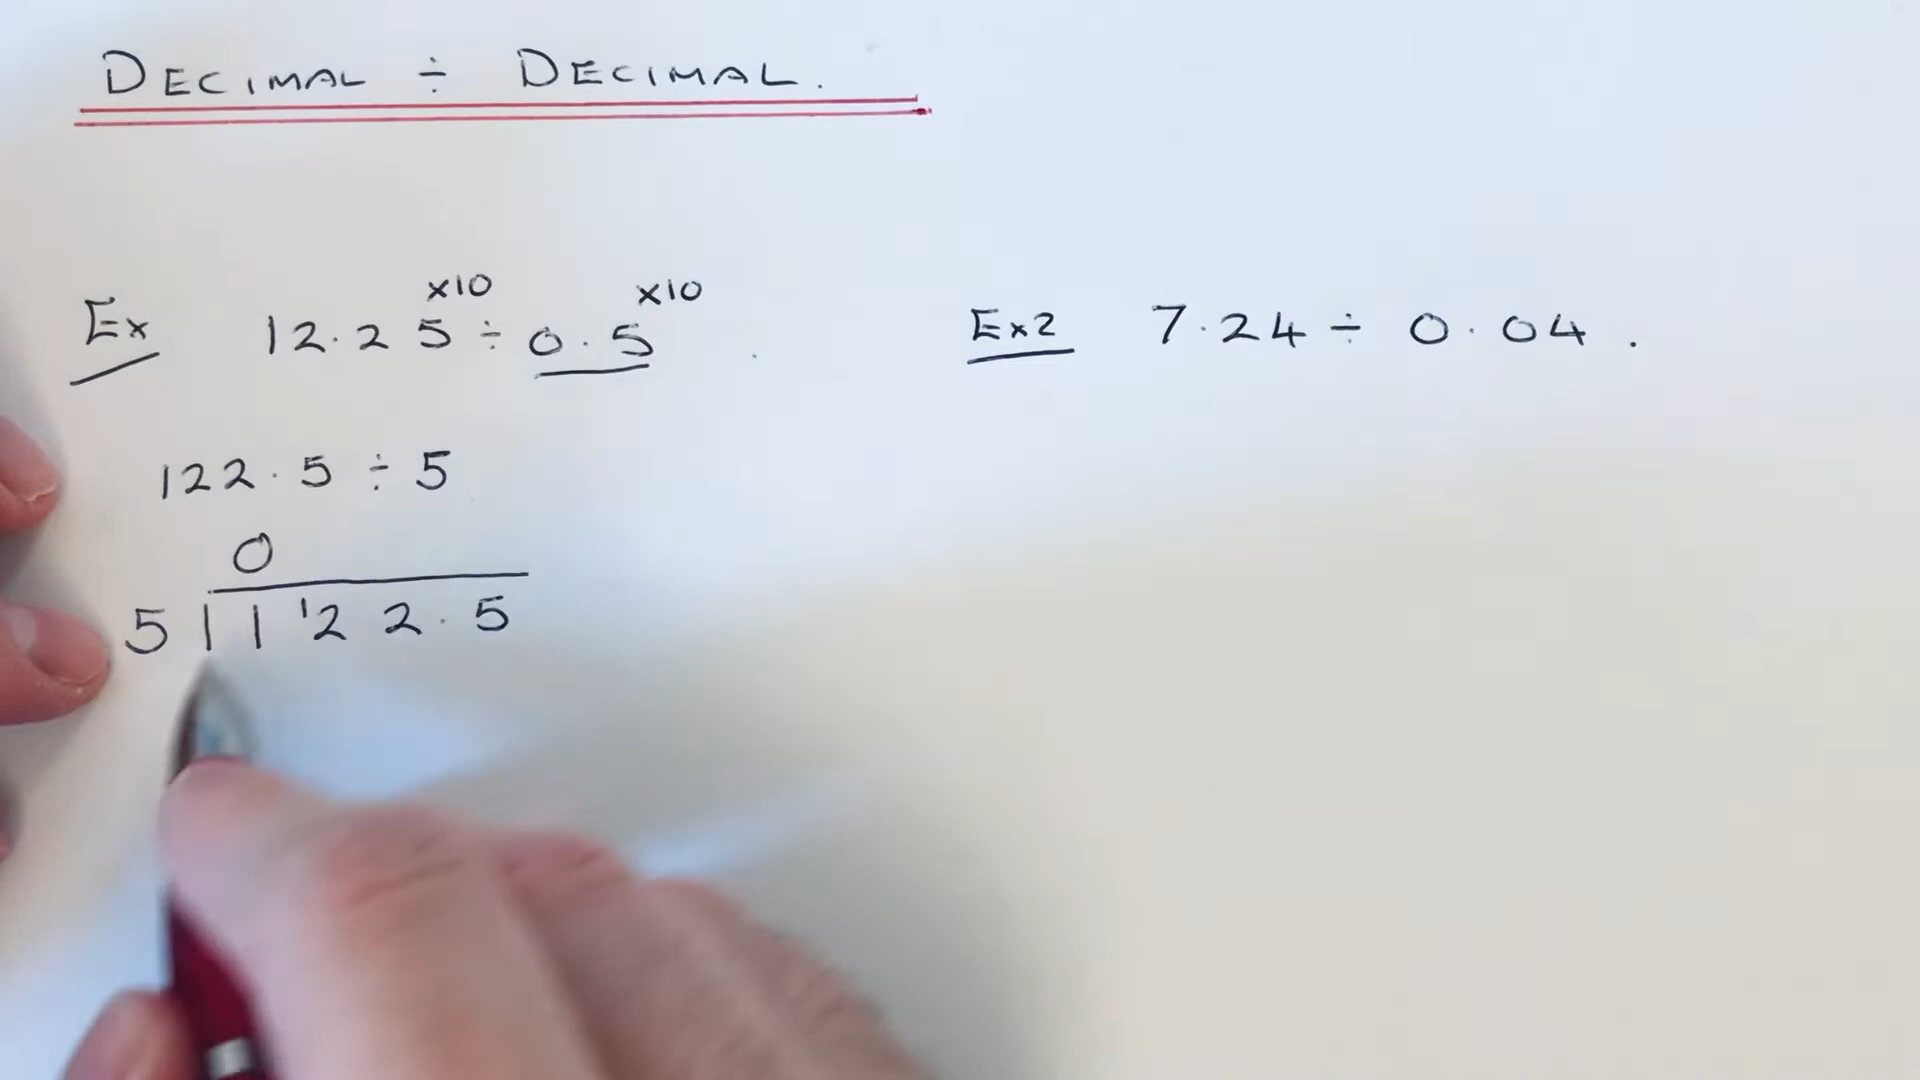 DECIMAL ÷ DECIMAL.
×10 ×10
Ex 12.25 ÷ 0.5
Ex2 7.24 ÷ 0.04.
122.5 ÷ 5
0
5|1 ¹2 2.5